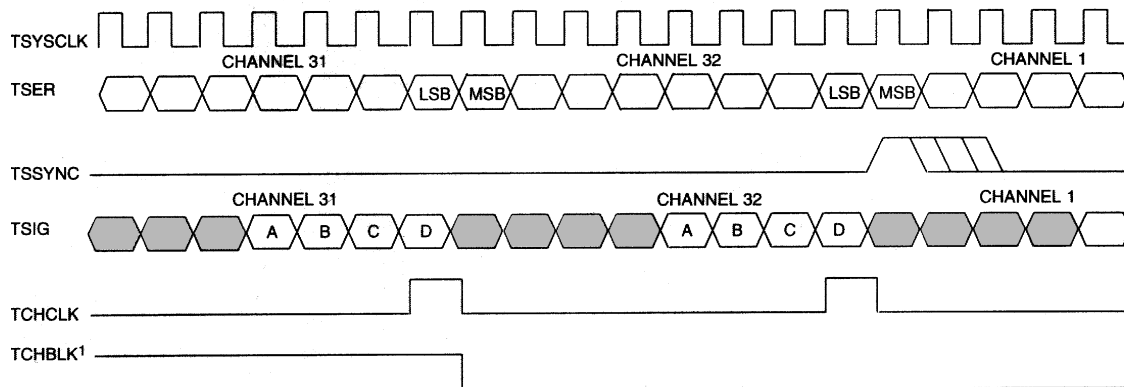 TSYSCLK
CHANNEL 31 CHANNEL 32 CHANNEL 1
TSER LSB MSB LSB MSB
TSSYNC
CHANNEL 31 CHANNEL 32 CHANNEL 1
TSIG A B C D A B C D
TCHCLK
TCHBLK¹